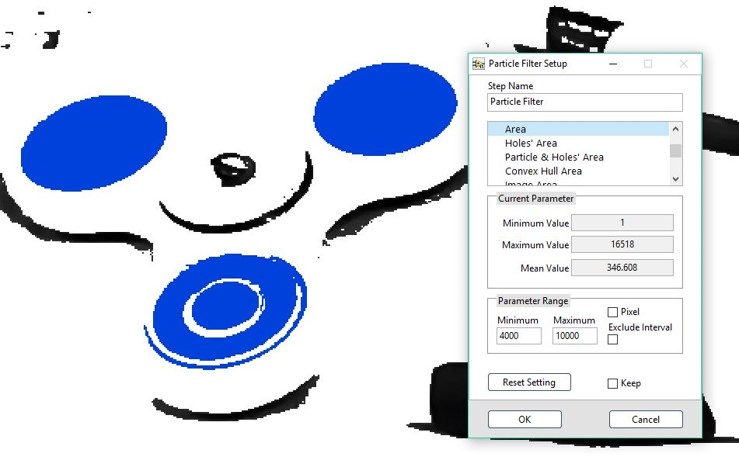 Particle Filter Setup
Step Name
Particle Filter
Area
Holes' Area
Particle & Holes' Area
Convex Hull Area
Image Area
Current Parameter
Minimum Value 1
Maximum Value 16518
Mean Value 346.608
Parameter Range
Minimum Maximum Pixel
4000 10000 Exclude Interval
Reset Setting Keep
OK Cancel